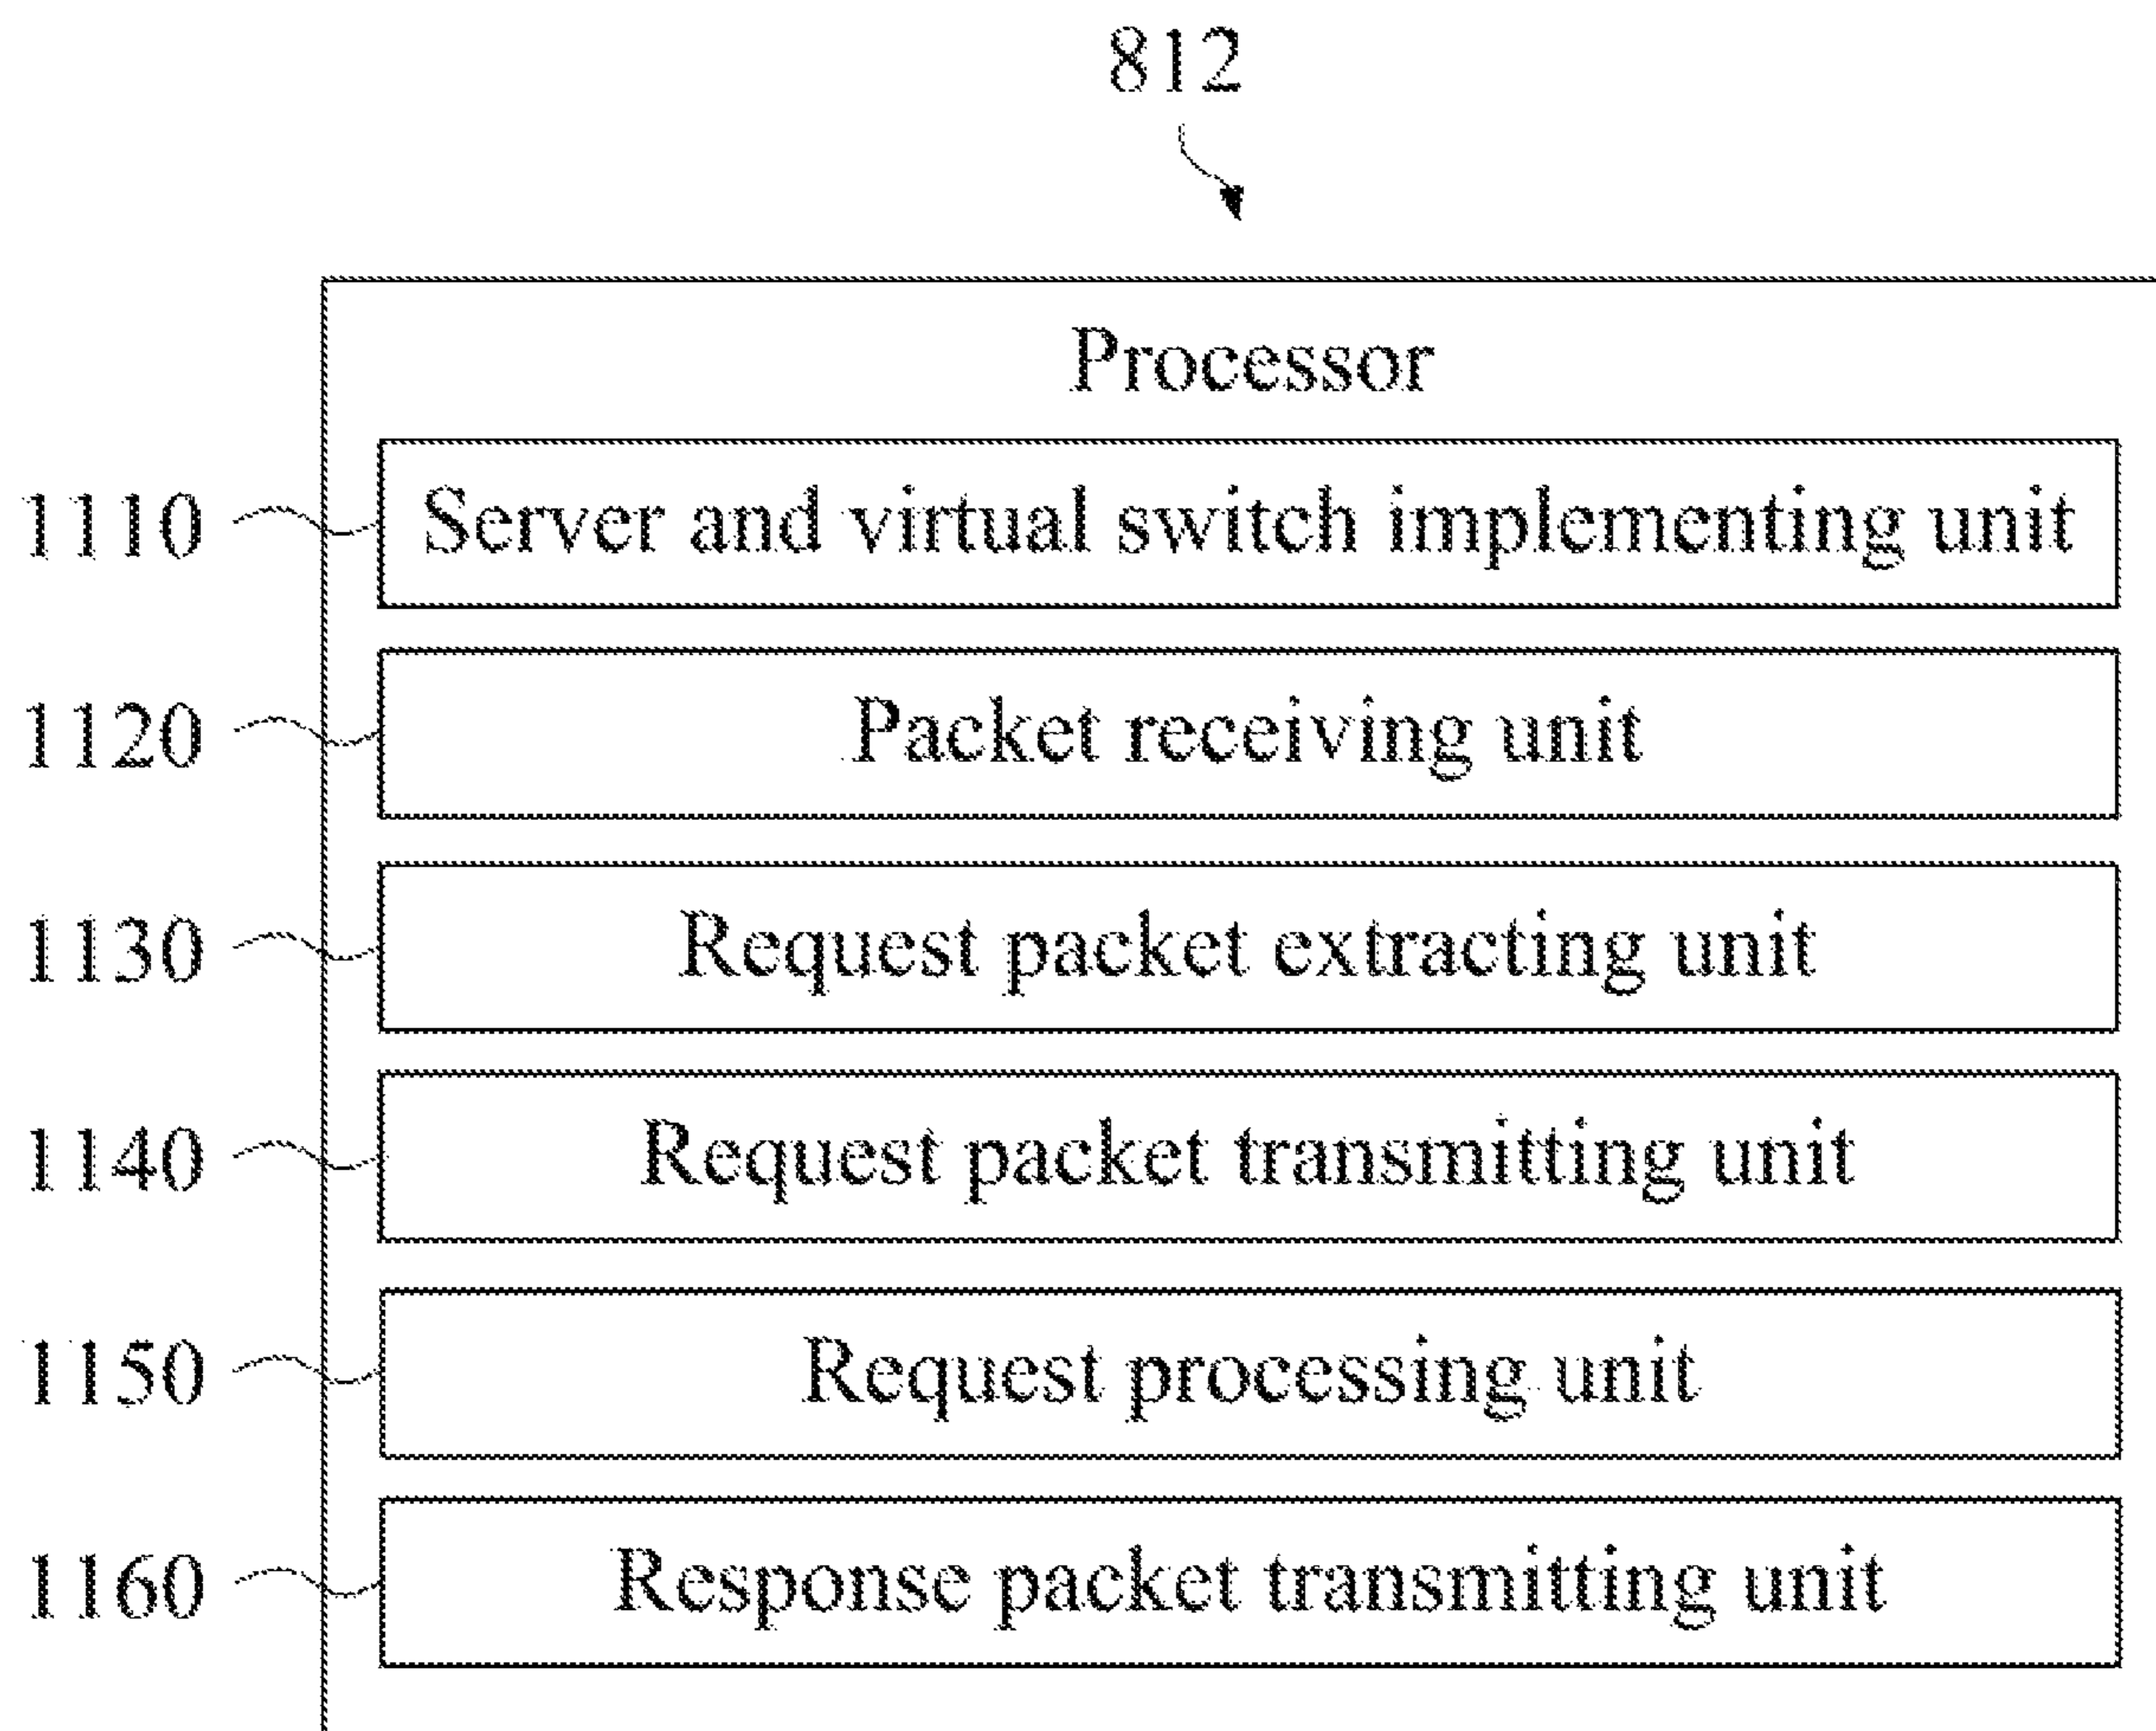 812
Processor
1110 Server and virtual switch implementing unit
1120 Packet receiving unit
1130 Request packet extracting unit
1140 Request packet transmitting unit
1150 Request processing unit
1160 Response packet transmitting unit